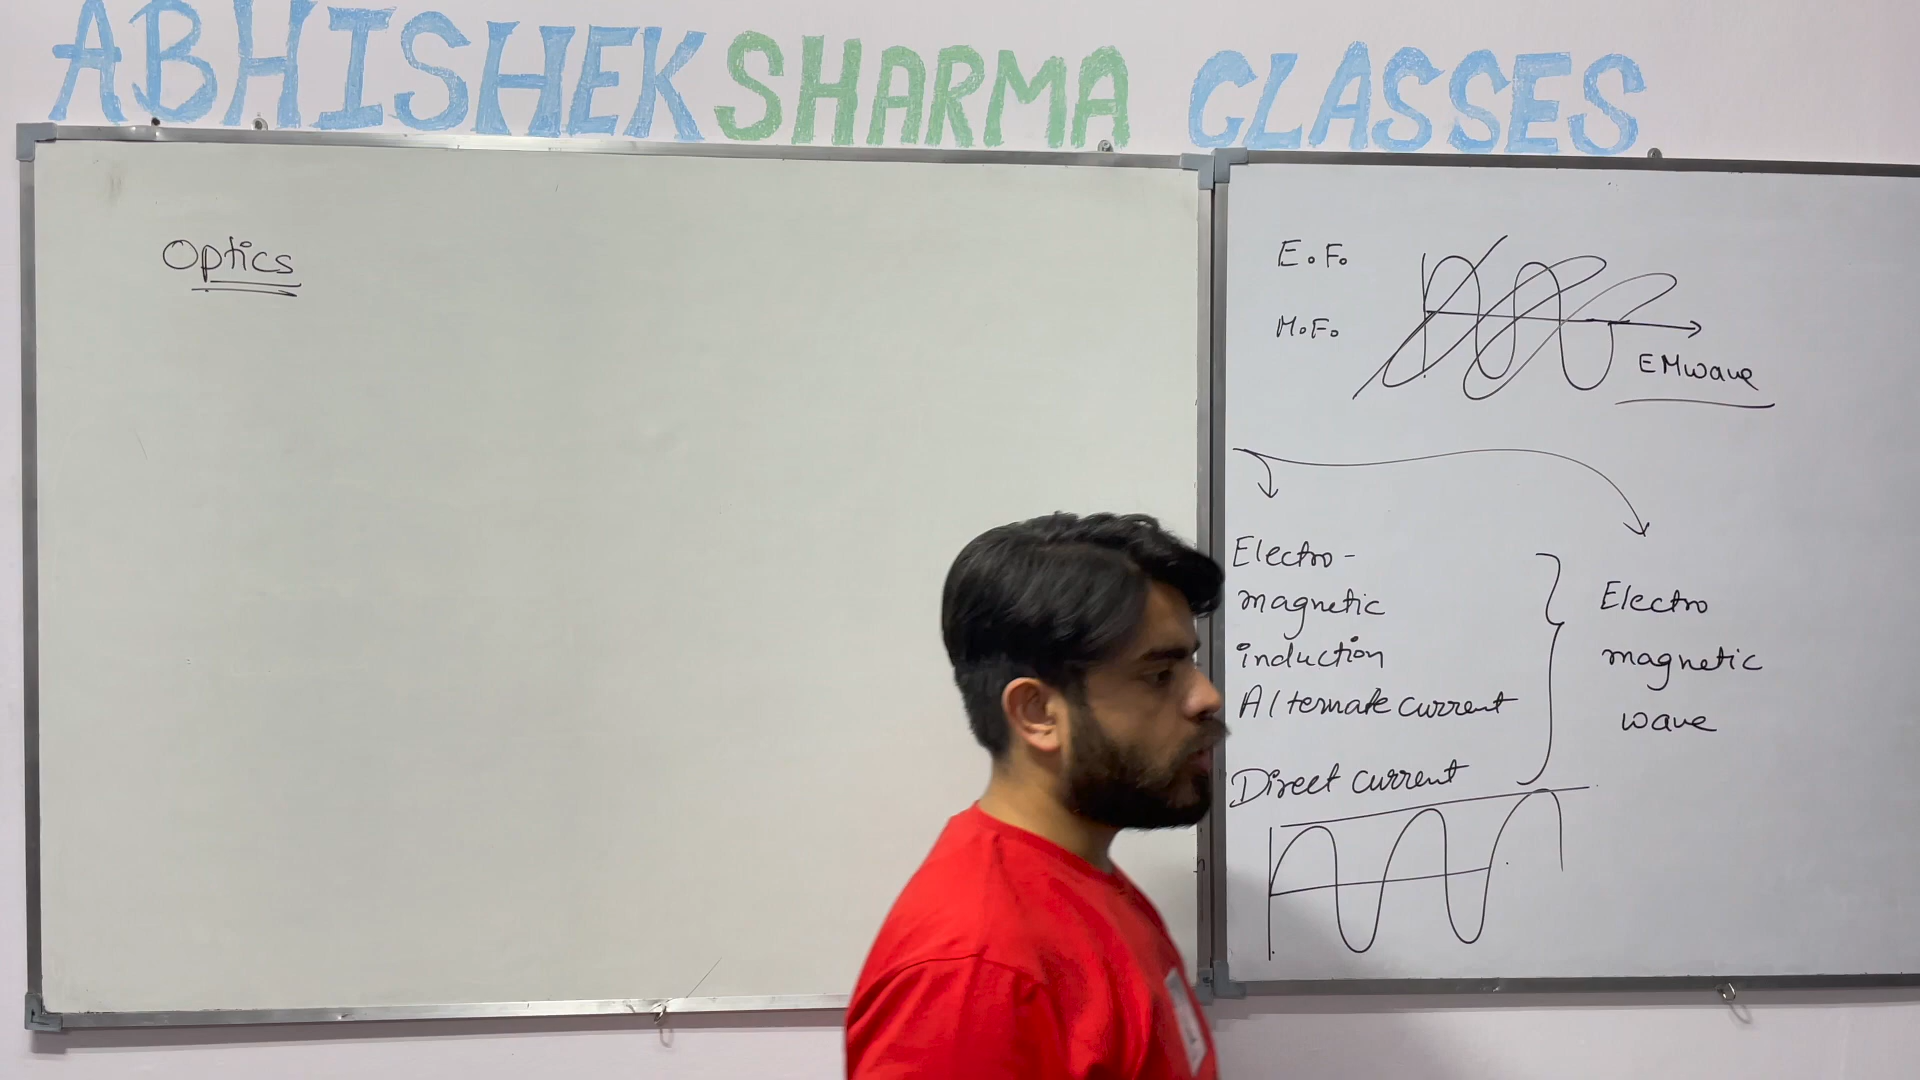 ABHISHEK SHARMA CLASSES
Optics
E.F.
M.F.
EMwave
Electro-
magnetic
induction
Alternate current
Direct current
Electro
magnetic
wave